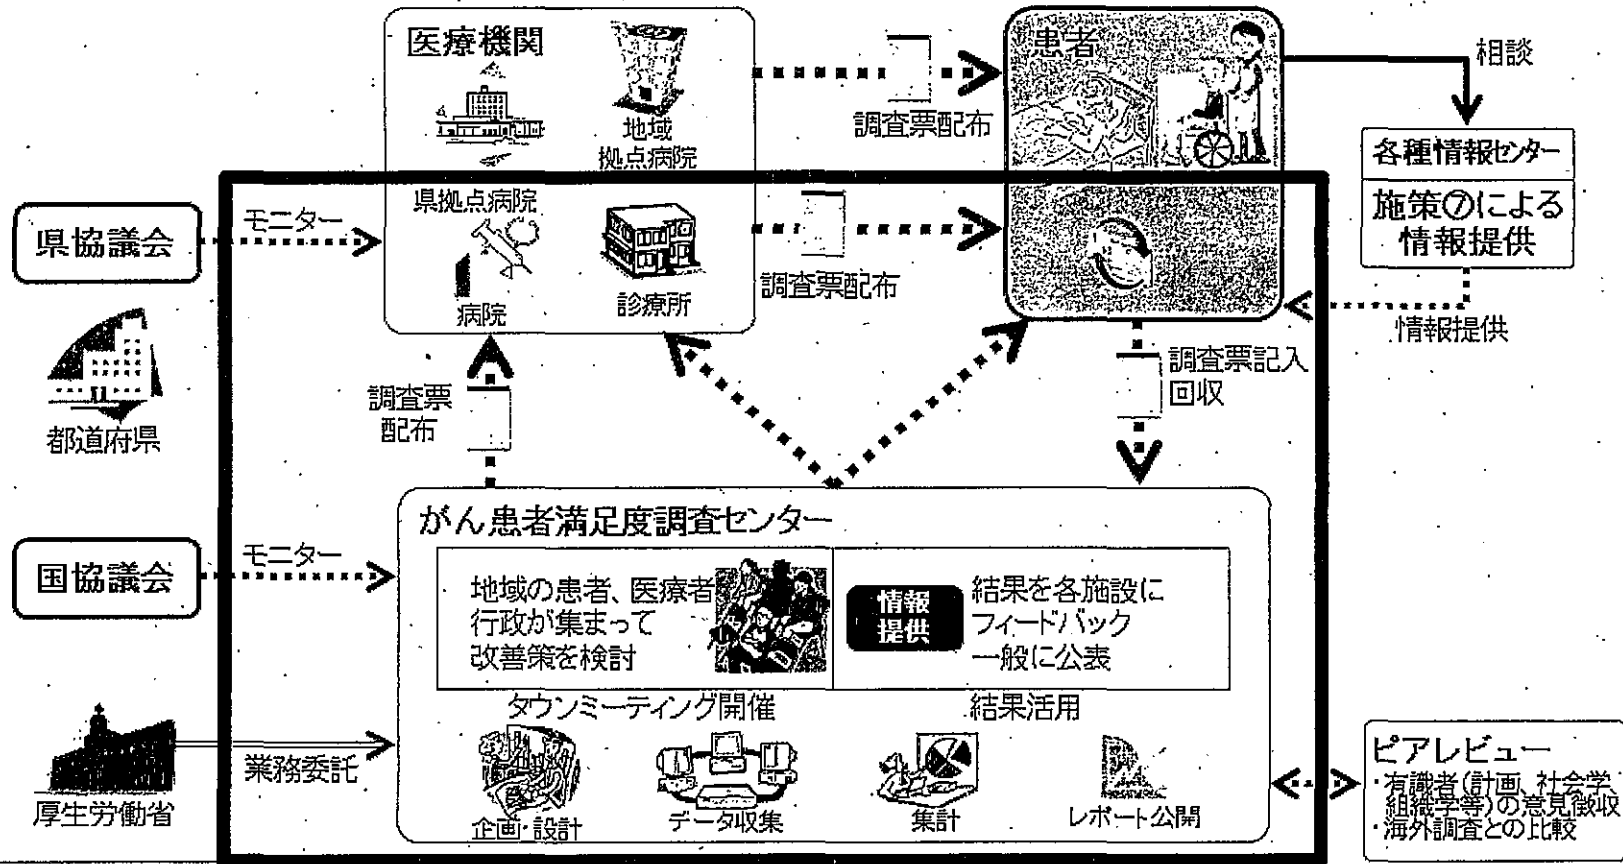 医療機関
地域
拠点病院
県拠点病院
病院
診療所
調査票配布
調査票配布
患者
相談
各種情報センター
施策⑦による
情報提供
情報提供
県協議会
モニター
都道府県
調査票
配布
調査票記入
回収
国協議会
モニター
厚生労働省
業務委託
がん患者満足度調査センター
地域の患者、医療者
行政が集まって
改善策を検討
情報
提供
結果を各施設に
フィードバック
一般に公表
タウンミーティング開催
結果活用
企画・設計
データ収集
集計
レポート公開
ピアレビュー
・有識者(計画、社会学、
組織学等)の意見徴収
・海外調査との比較